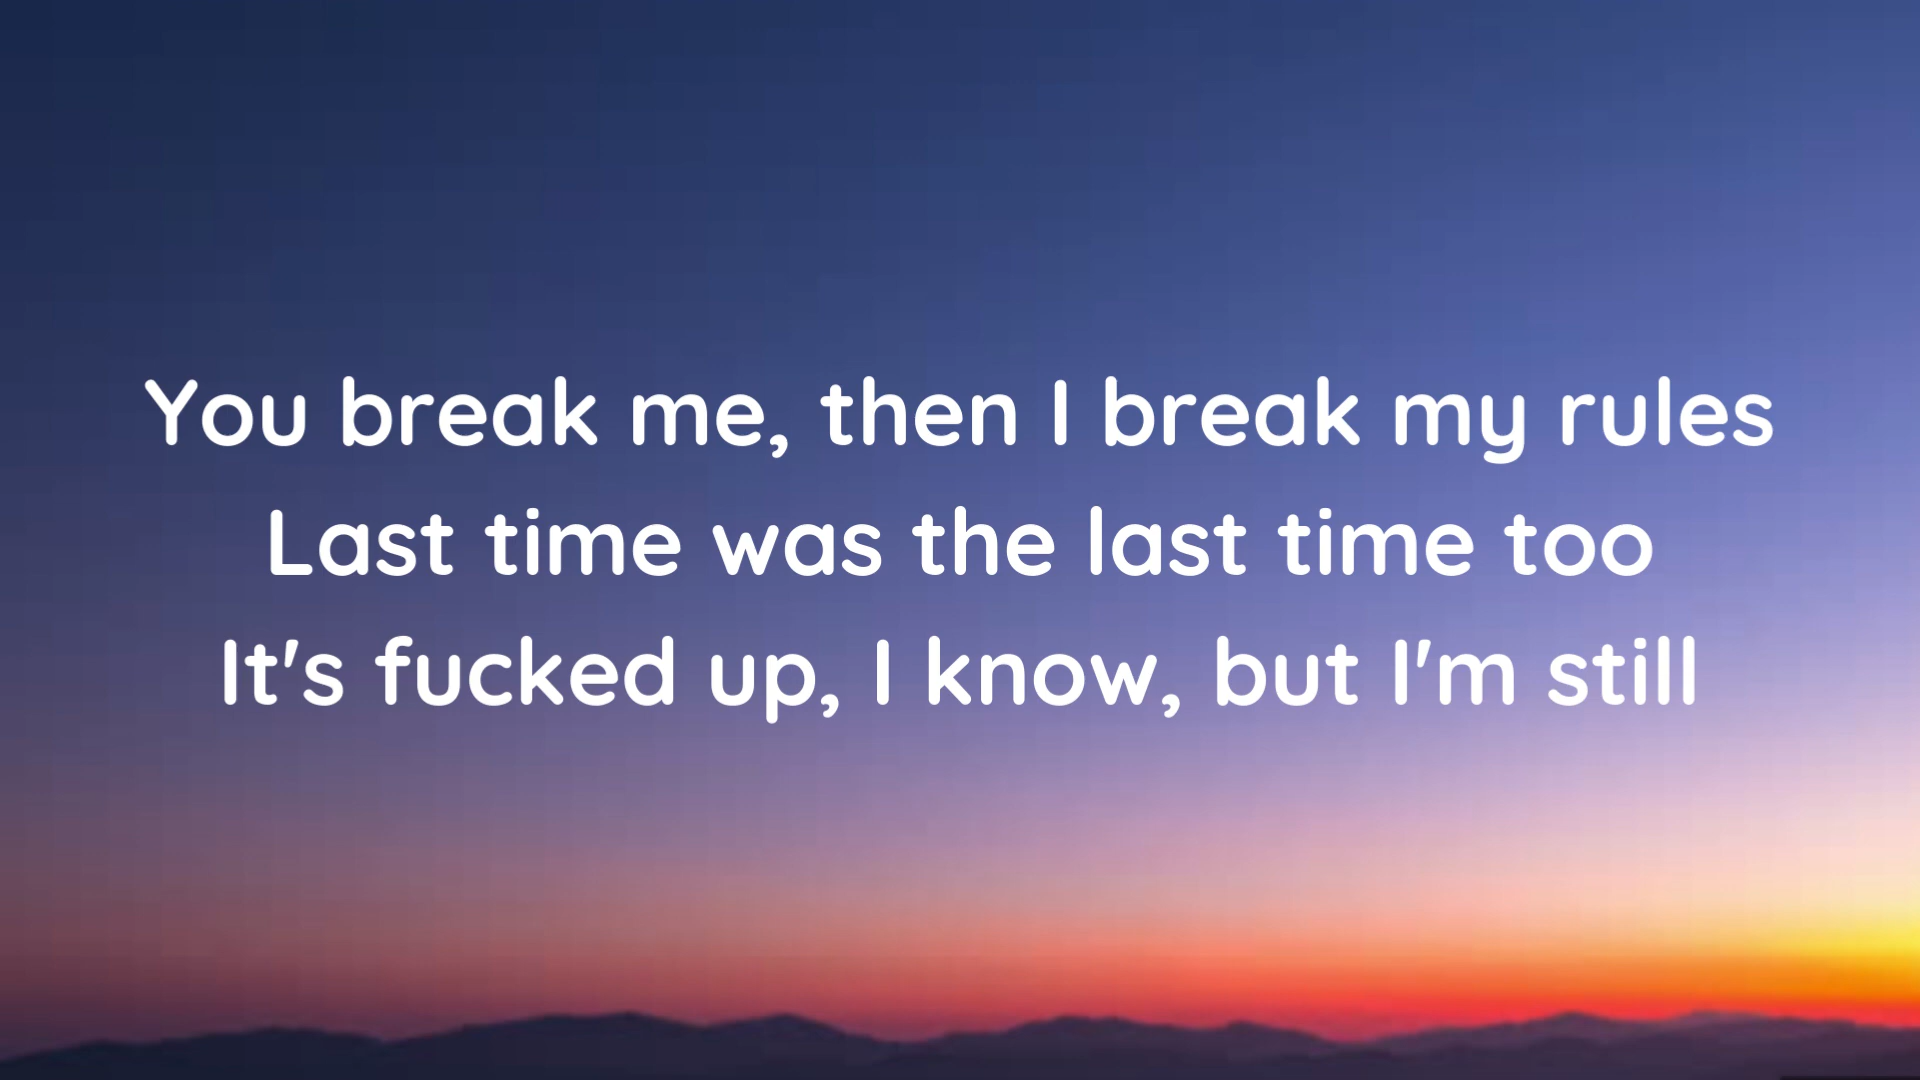 You break me, then I break my rules
Last time was the last time too
It's fucked up, I know, but I'm still